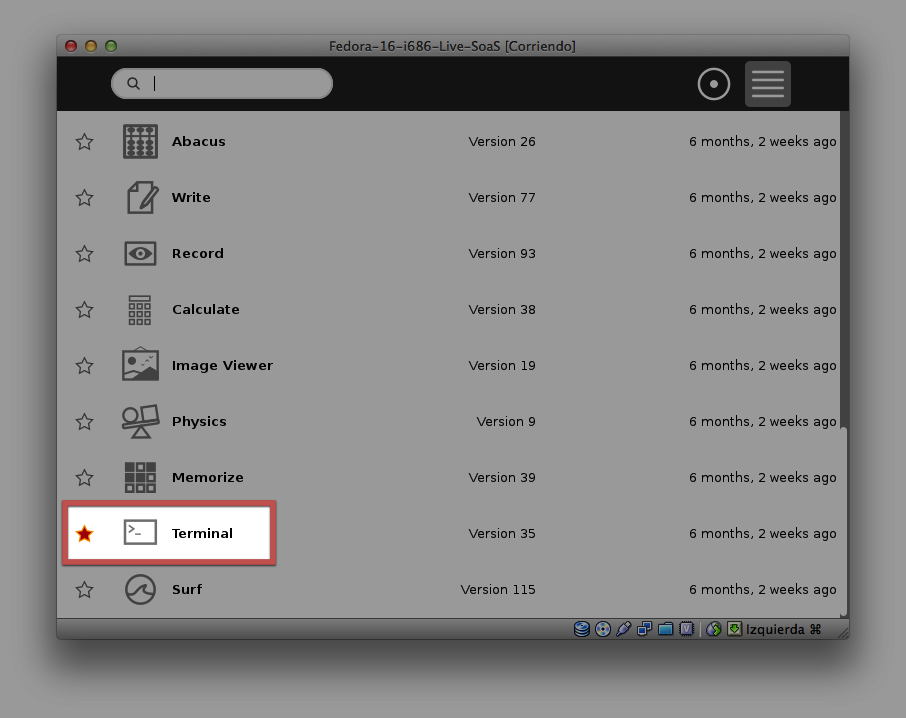 Fedora-16-i686-Live-SoaS [Corriendo]
Abacus Version 26 6 months, 2 weeks ago
Write Version 77 6 months, 2 weeks ago
Record Version 93 6 months, 2 weeks ago
Calculate Version 38 6 months, 2 weeks ago
Image Viewer Version 19 6 months, 2 weeks ago
Physics Version 9 6 months, 2 weeks ago
Memorize Version 39 6 months, 2 weeks ago
>_ Terminal Version 35 6 months, 2 weeks ago
Surf Version 115 6 months, 2 weeks ago
Izquierda ⌘